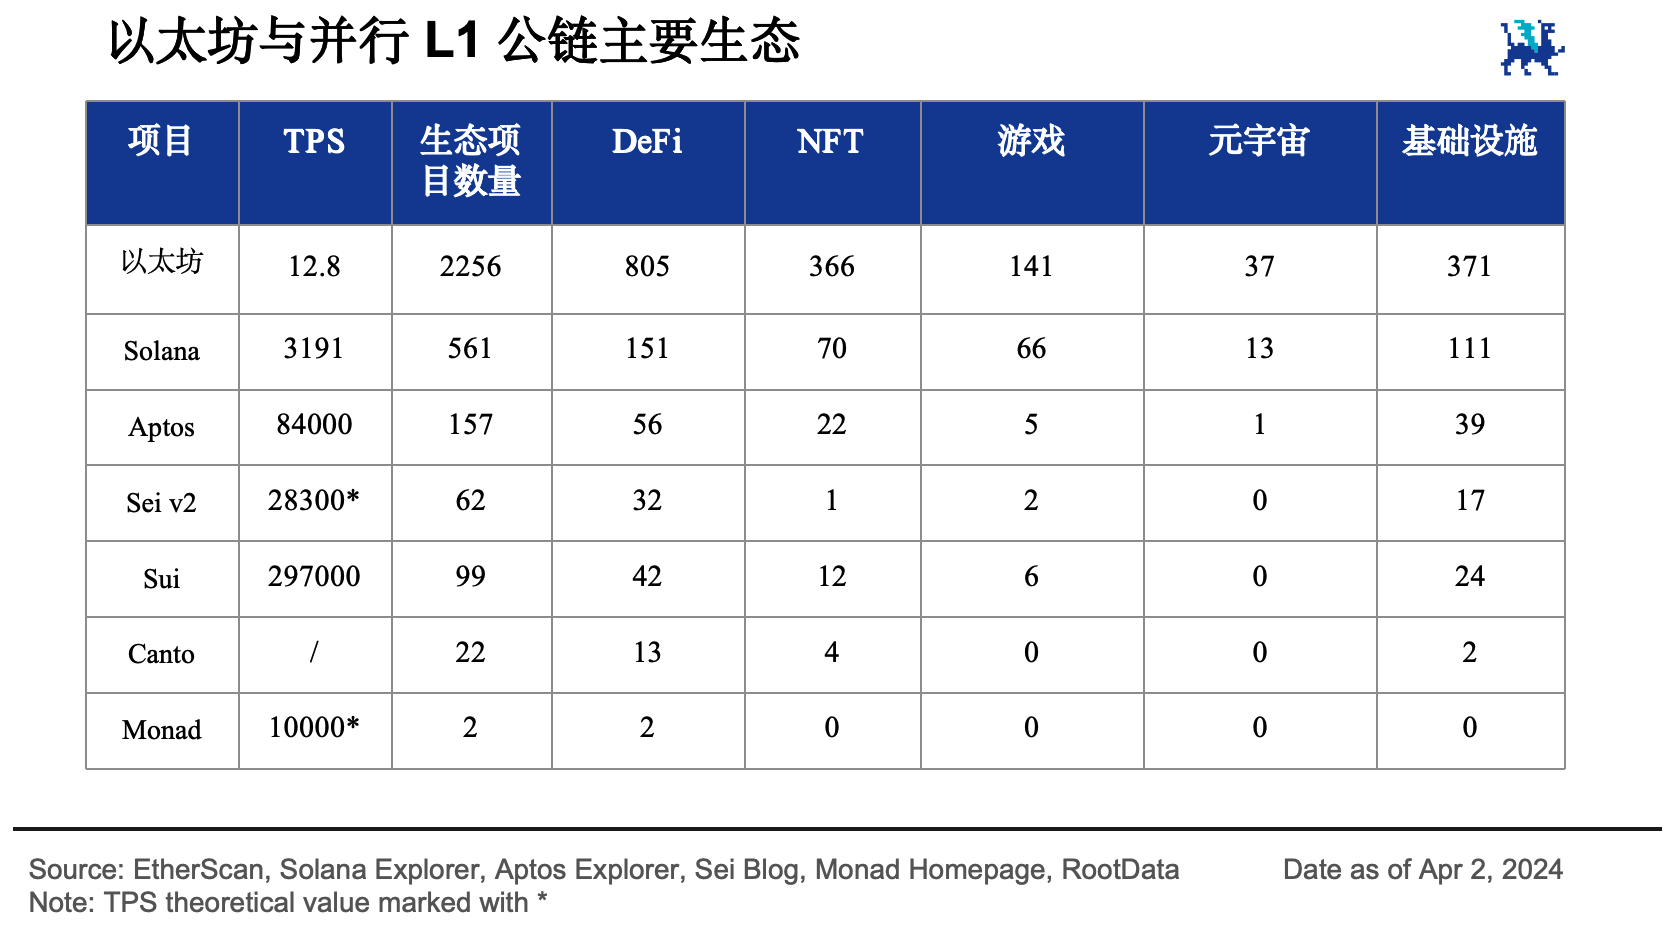 以太坊与并行 L1 公链主要生态
项目 TPS 生态项目数量 DeFi NFT 游戏 元宇宙 基础设施
以太坊 12.8 2256 805 366 141 37 371
Solana 3191 561 151 70 66 13 111
Aptos 84000 157 56 22 5 1 39
Sei v2 28300* 62 32 1 2 0 17
Sui 297000 99 42 12 6 0 24
Canto / 22 13 4 0 0 2
Monad 10000* 2 2 0 0 0 0
Source: EtherScan, Solana Explorer, Aptos Explorer, Sei Blog, Monad Homepage, RootData Date as of Apr 2, 2024
Note: TPS theoretical value marked with *